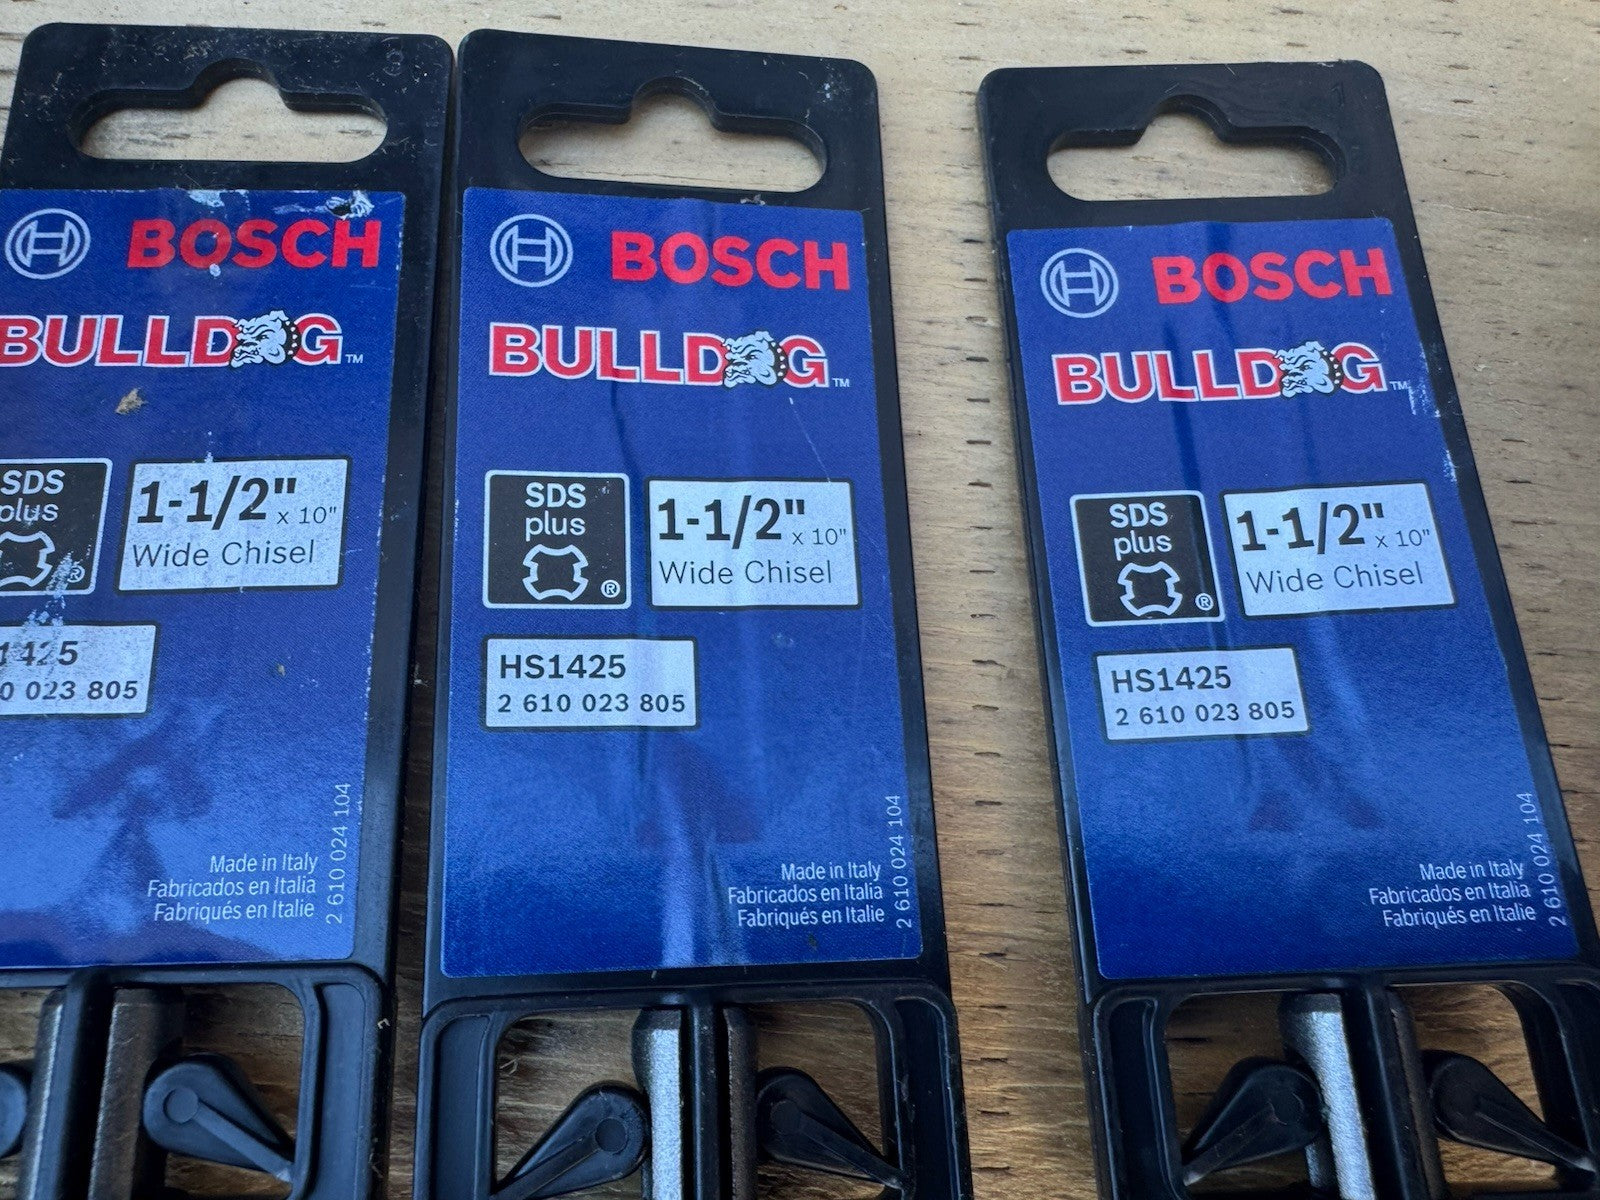 BOSCH
BULLDOG™
SDS
plus
®
1-1/2" x 10"
Wide Chisel
1425
0 023 805
Made in Italy
Fabricados en Italia
Fabriqués en Italie
2 610 024 104
BOSCH
BULLDOG™
SDS
plus
®
1-1/2" x 10"
Wide Chisel
HS1425
2 610 023 805
Made in Italy
Fabricados en Italia
Fabriqués en Italie
2 610 024 104
BOSCH
BULLDOG™
SDS
plus
®
1-1/2" x 10"
Wide Chisel
HS1425
2 610 023 805
Made in Italy
Fabricados en Italia
Fabriqués en Italie
2 610 024 104